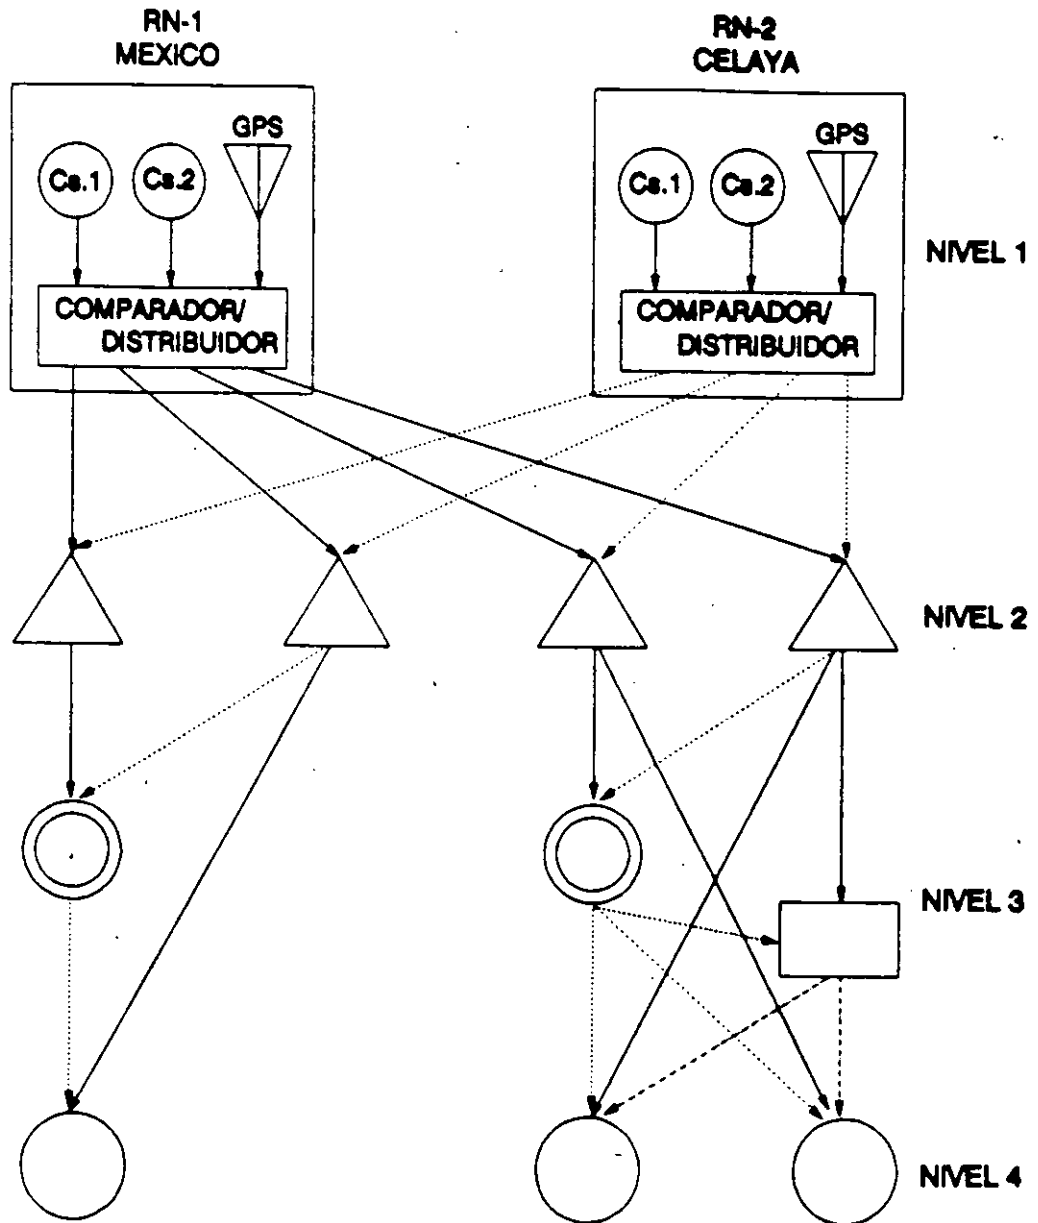 RN-1
MEXICO
GPS
Cs.1
Cs.2
COMPARADOR/
DISTRIBUIDOR
RN-2
CELAYA
GPS
Cs.1
Cs.2
COMPARADOR/
DISTRIBUIDOR
NIVEL 1
NIVEL 2
NIVEL 3
NIVEL 4